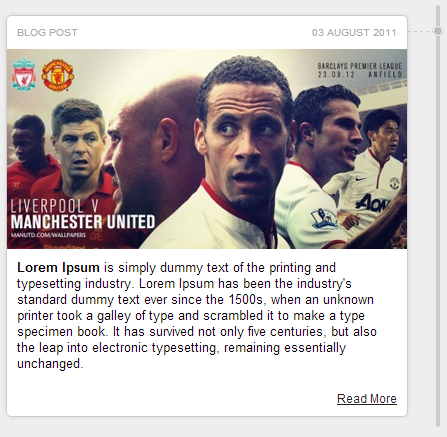 BLOG POST
03 AUGUST 2011
BARCLAYS PREMIER LEAGUE
23.09.12 ANFIELD
LIVERPOOL V
MANCHESTER UNITED
MANUTD.COM/WALLPAPERS
AON
Lorem Ipsum is simply dummy text of the printing and
typesetting industry. Lorem Ipsum has been the industry's
standard dummy text ever since the 1500s, when an unknown
printer took a galley of type and scrambled it to make a type
specimen book. It has survived not only five centuries, but also
the leap into electronic typesetting, remaining essentially
unchanged.
Read More